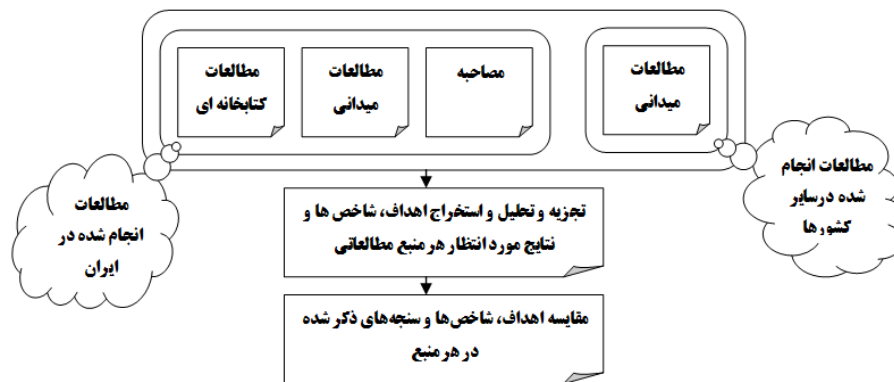 مطالعات
میدانی
مصاحبه
مطالعات
میدانی
مطالعات
کتابخانه ای
مطالعات انجام
شده درسایر
کشورها
مطالعات
انجام شده در
ایران
تجزیه و تحلیل و استخراج اهداف، شاخص ها و
نتایج مورد انتظار هر منبع مطالعاتی
مقایسه اهداف، شاخص‌ها و سنجه‌های ذکر شده
در هر منبع